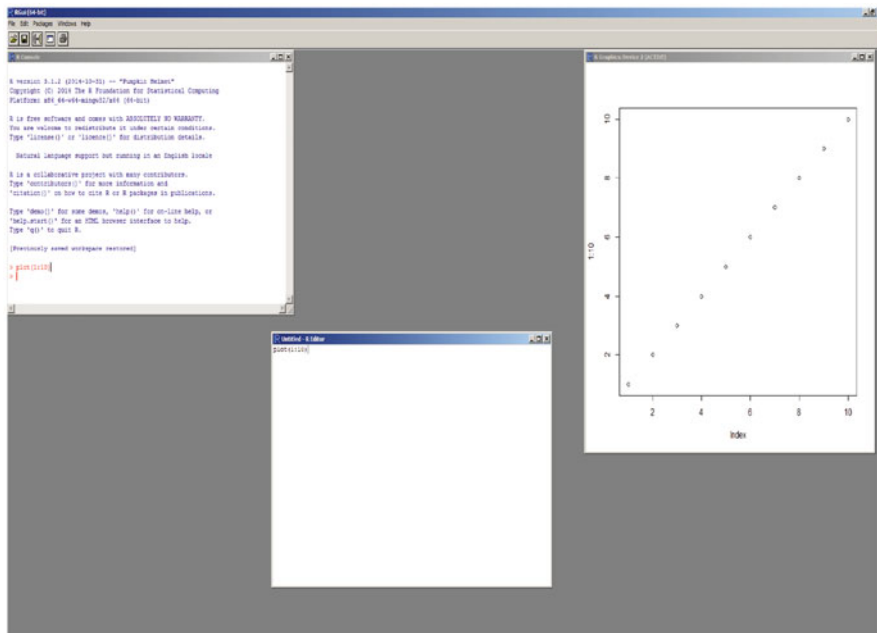 RGui (64-bit)
File Edit Packages Windows Help
R Console
R version 3.1.2 (2014-10-31) -- "Pumpkin Helmet"
Copyright (C) 2014 The R Foundation for Statistical Computing
Platform: x86_64-w64-mingw32/x64 (64-bit)
R is free software and comes with ABSOLUTELY NO WARRANTY.
You are welcome to redistribute it under certain conditions.
Type 'license()' or 'licence()' for distribution details.
Natural language support but running in an English locale
R is a collaborative project with many contributors.
Type 'contributors()' for more information and
'citation()' on how to cite R or R packages in publications.
Type 'demo()' for some demos, 'help()' for on-line help, or
'help.start()' for an HTML browser interface to help.
Type 'q()' to quit R.
[Previously saved workspace restored]
> plot(1:10)
>
Untitled - R Editor
plot(1:10)
R Graphics: Device 2 (ACTIVE)
10
8
6
4
2
1:10
2 4 6 8 10
Index